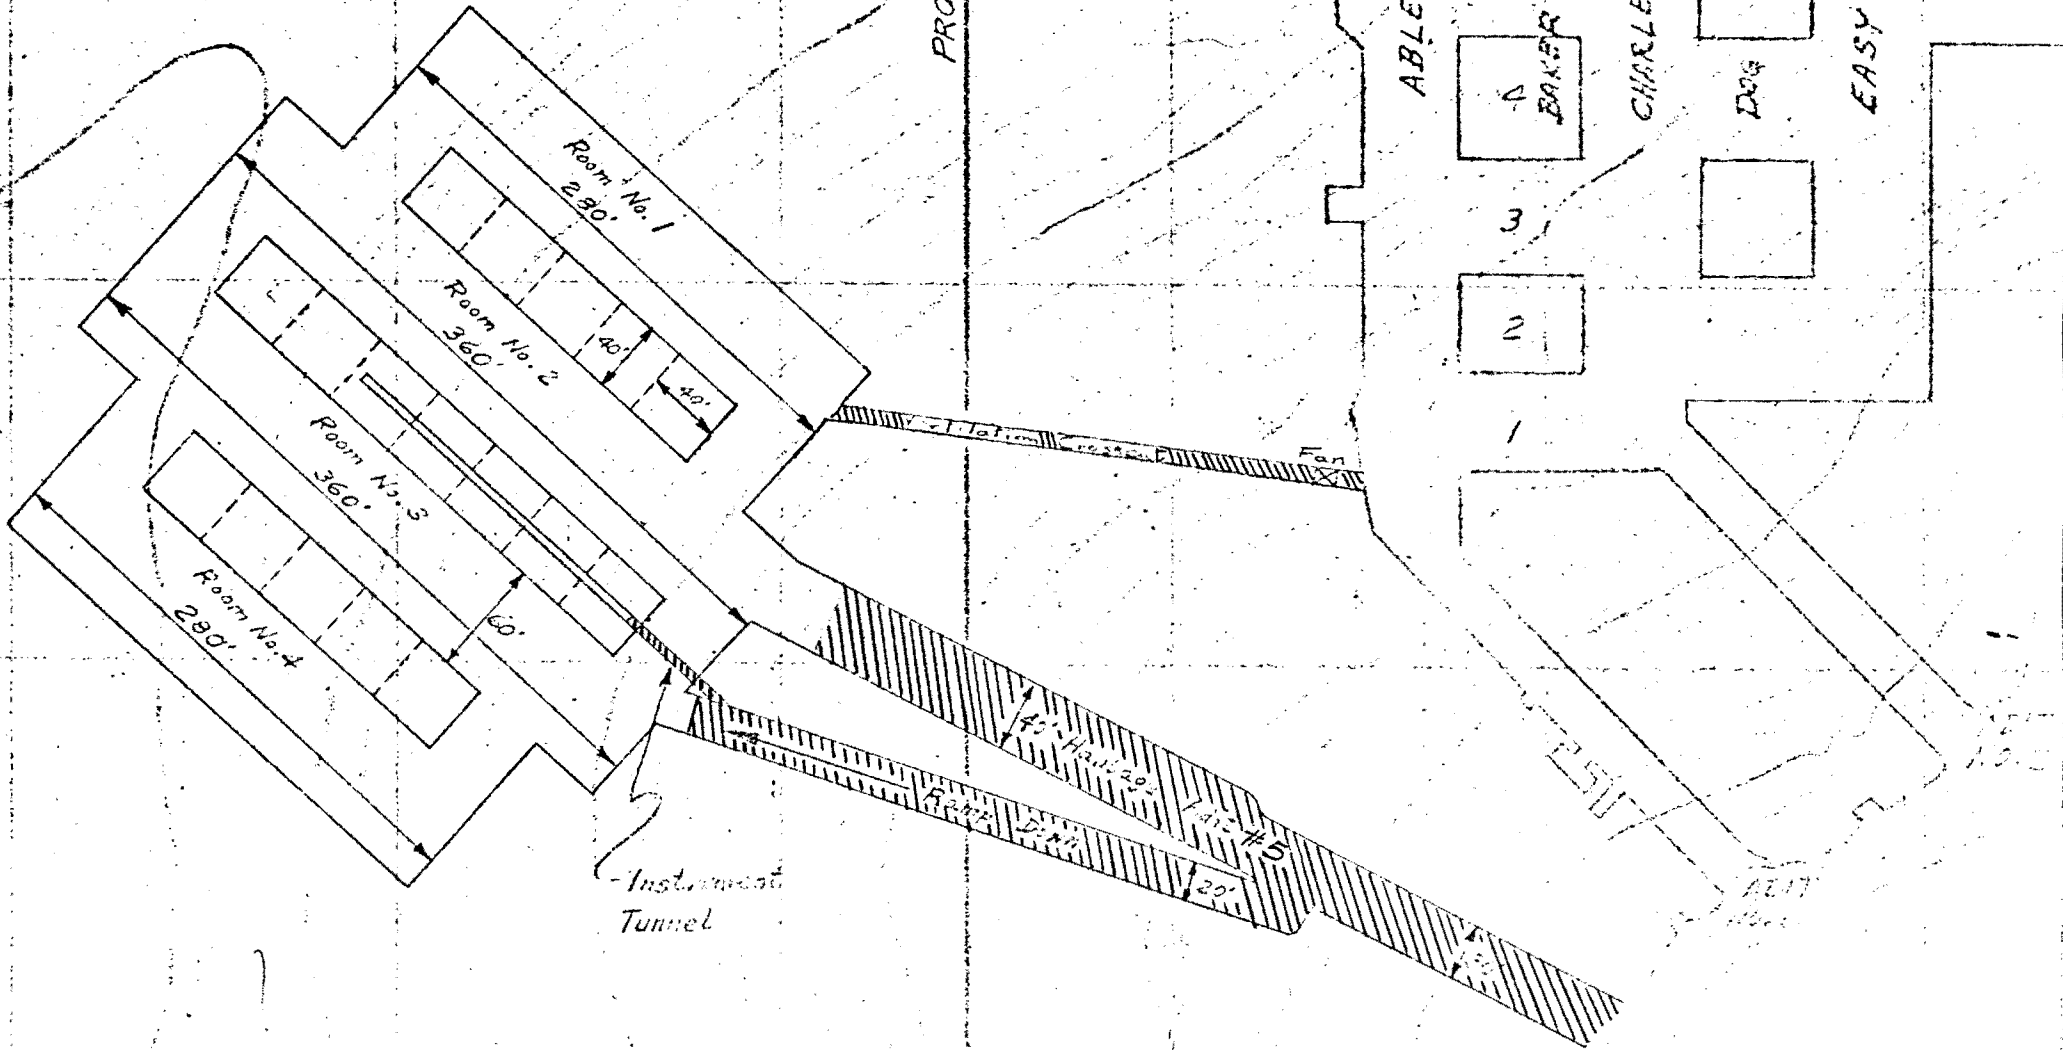 PRO
ABLE
BAKER
CHARLE
DOG
EASY
4
3
2
1
Room No. 1
280'
Room No. 2
360'
40'
40'
Room No. 3
360'
Room No. 4
280'
60'
Fan
40' Haulage
#5
Ramp
20'
Tunnel